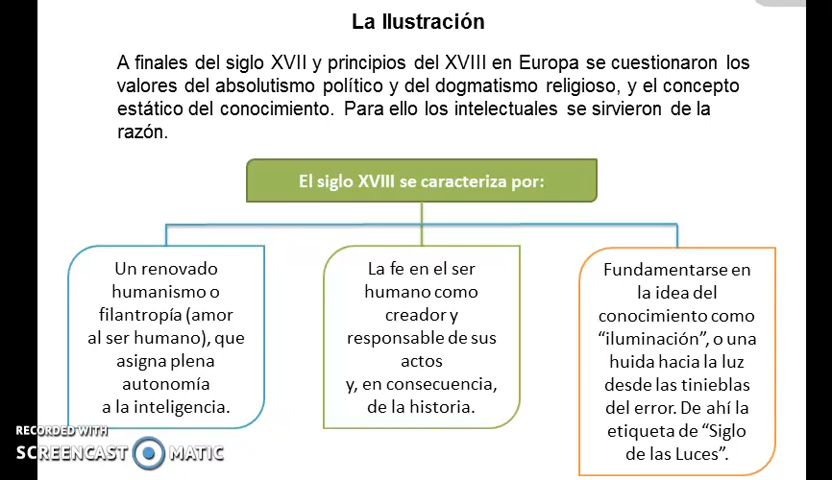 La Ilustración
A finales del siglo XVII y principios del XVIII en Europa se cuestionaron los
valores del absolutismo político y del dogmatismo religioso, y el concepto
estático del conocimiento. Para ello los intelectuales se sirvieron de la
razón.
El siglo XVIII se caracteriza por:
Un renovado
humanismo o
filantropía (amor
al ser humano), que
asigna plena
autonomía
a la inteligencia.
La fe en el ser
humano como
creador y
responsable de sus
actos
y, en consecuencia,
de la historia.
Fundamentarse en
la idea del
conocimiento como
“iluminación”, o una
huida hacia la luz
desde las tinieblas
del error. De ahí la
etiqueta de “Siglo
de las Luces”.
RECORDED WITH
SCREENCAST MATIC